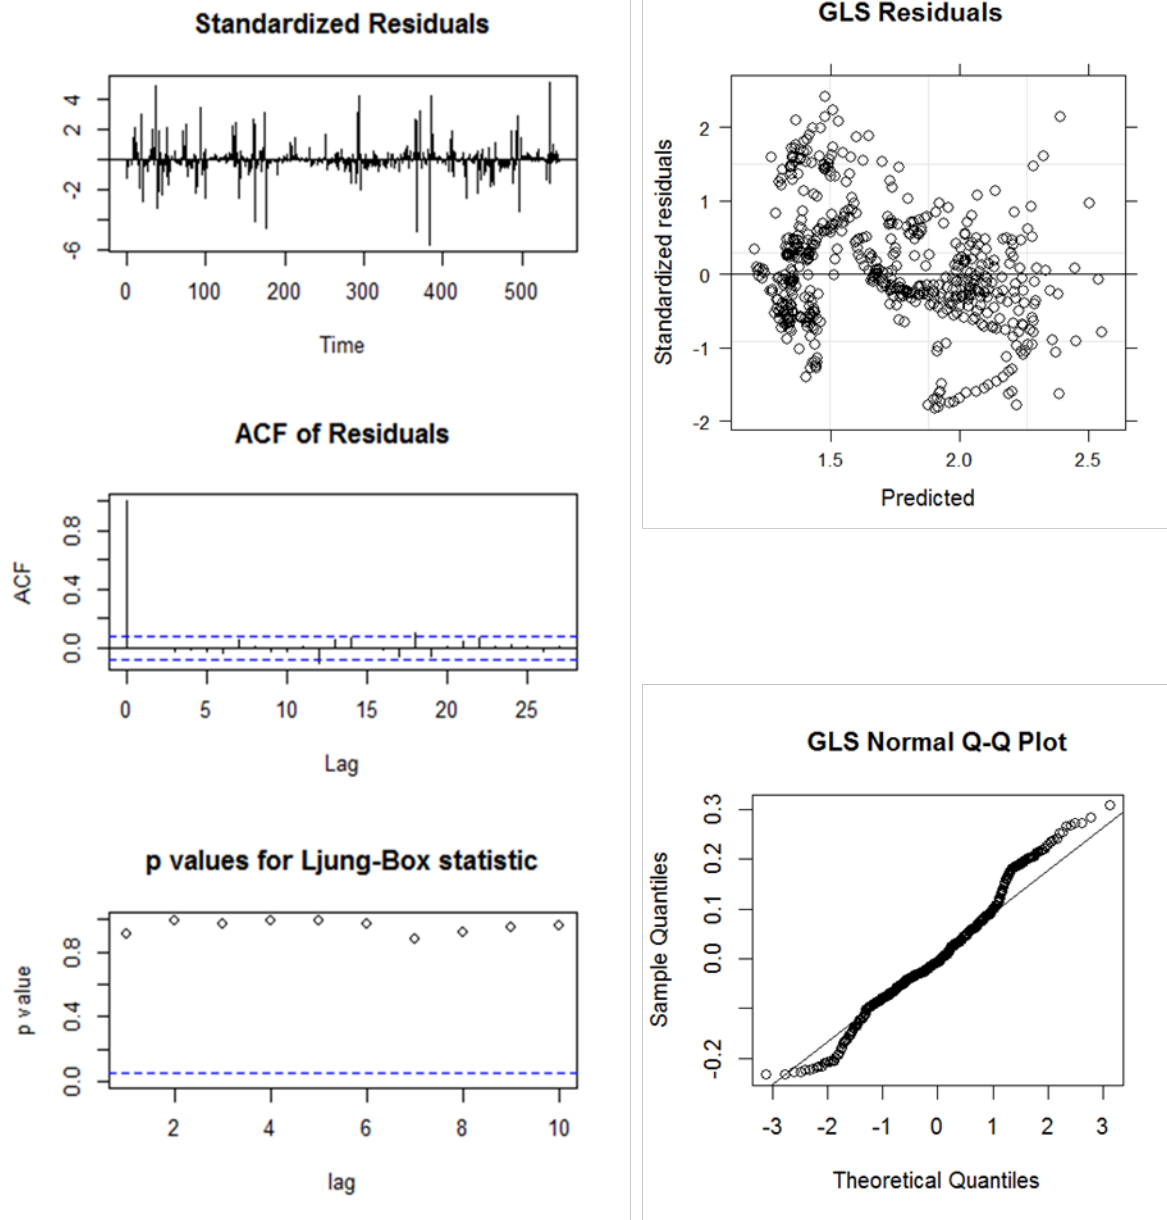 Standardized Residuals
4
2
-2
-6
0 100 200 300 400 500
Time
ACF of Residuals
ACF
0.8
0.4
0.0
0 5 10 15 20 25
Lag
p values for Ljung-Box statistic
p value
0.8
0.4
0.0
2 4 6 8 10
lag
GLS Residuals
Standardized residuals
2
1
0
-1
-2
1.5 2.0 2.5
Predicted
GLS Normal Q-Q Plot
Sample Quantiles
0.3
0.2
0.1
0.0
-0.2
-3 -2 -1 0 1 2 3
Theoretical Quantiles